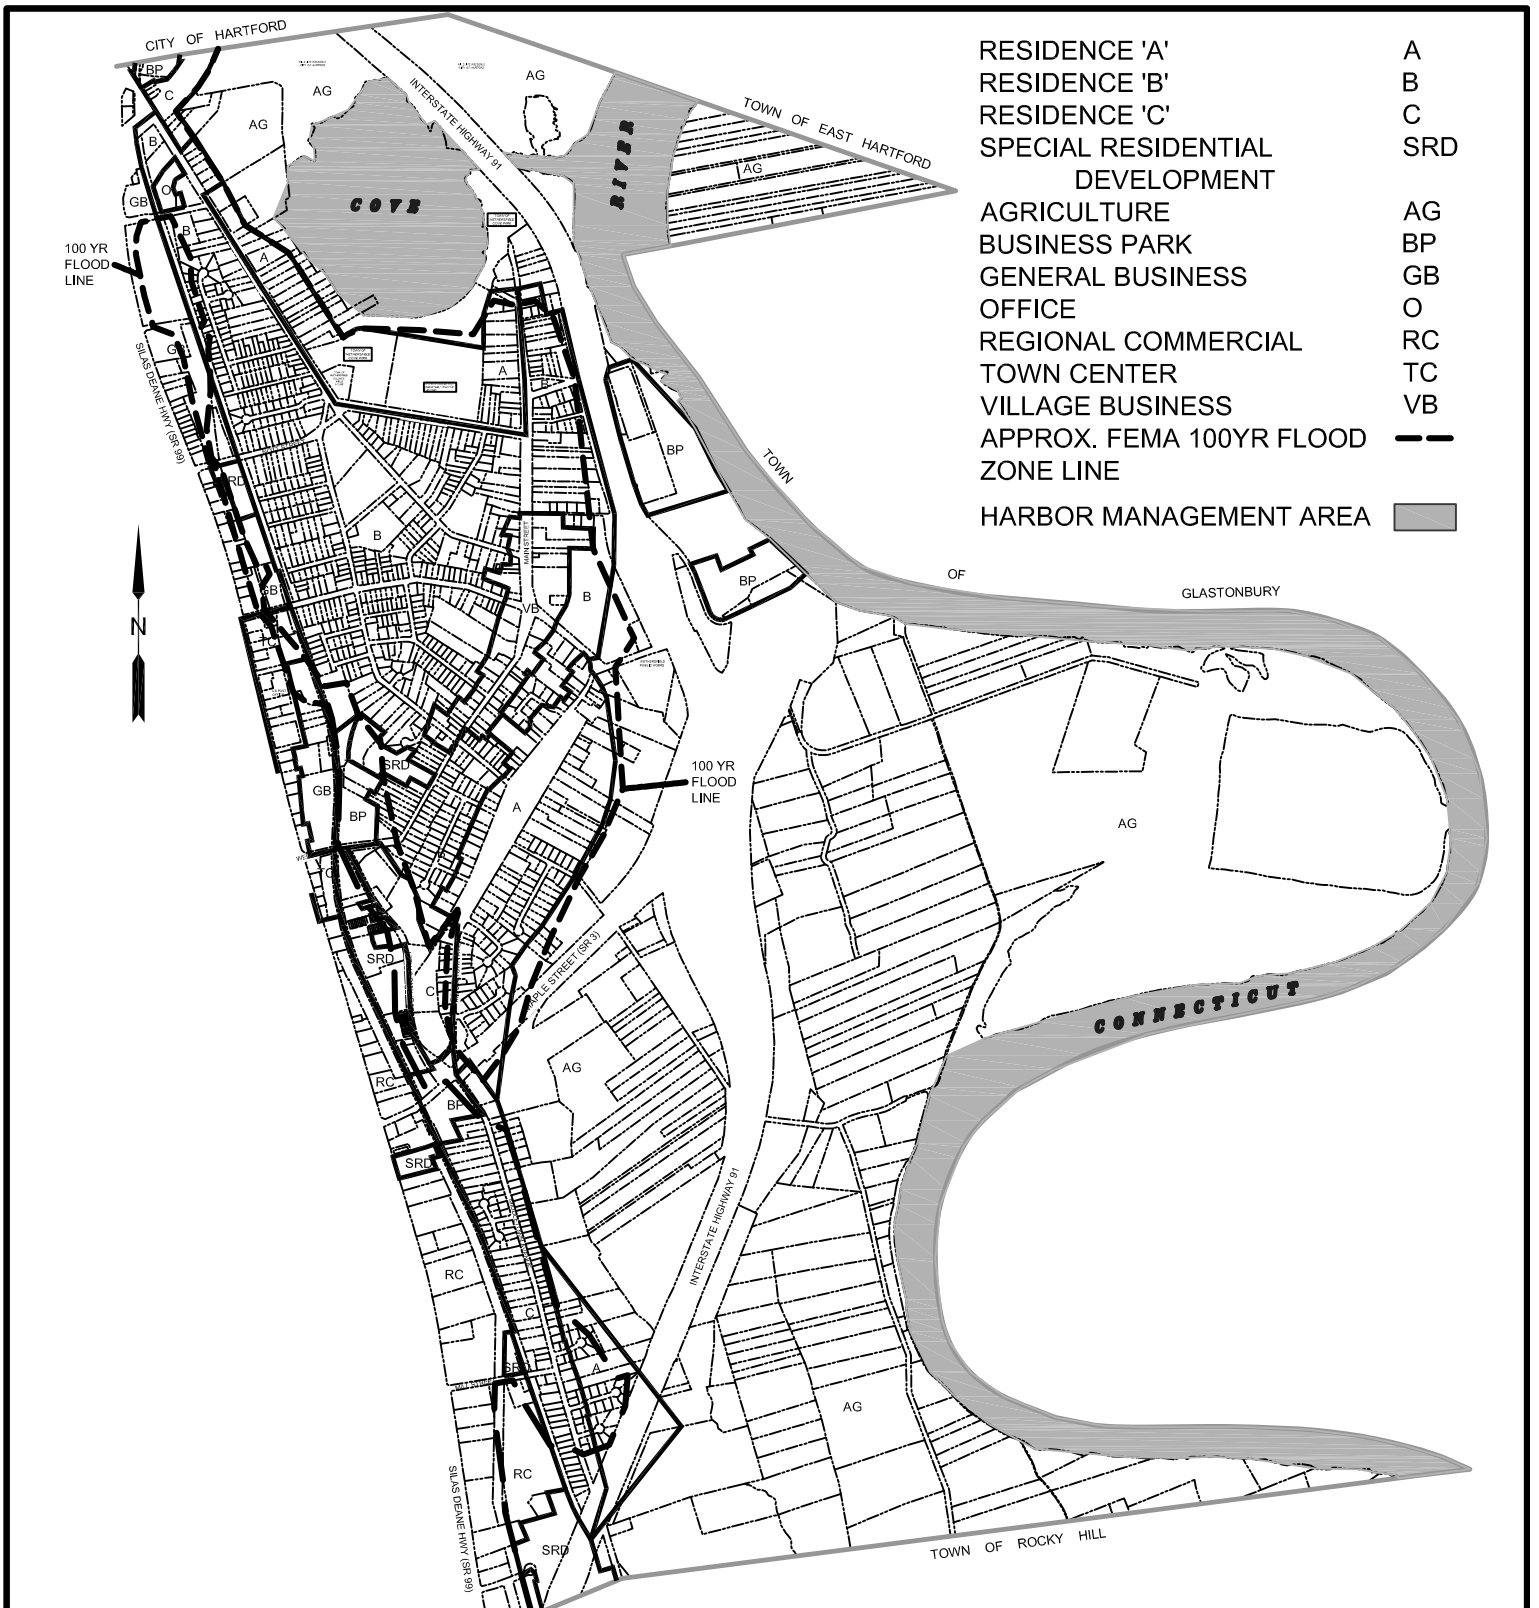 CITY OF HARTFORD
BP
C
AG
AG
AG
B
O
GB
B
A
INTERSTATE HIGHWAY 91
COVE
RIVER
TOWN OF EAST HARTFORD
AG
RESIDENCE 'A' A
RESIDENCE 'B' B
RESIDENCE 'C' C
SPECIAL RESIDENTIAL SRD
DEVELOPMENT
AGRICULTURE AG
BUSINESS PARK BP
GENERAL BUSINESS GB
OFFICE O
REGIONAL COMMERCIAL RC
TOWN CENTER TC
VILLAGE BUSINESS VB
APPROX. FEMA 100YR FLOOD
ZONE LINE
HARBOR MANAGEMENT AREA
100 YR
FLOOD
LINE
SILAS DEANE HWY (SR 99)
A
B
BP
TOWN
N
B
MAIN STREET
BP
OF
GLASTONBURY
GB
VB
B
SRD
GB
BP
A
100 YR
FLOOD
LINE
AG
TC
SRD
C
MAPLE STREET (SR 3)
CONNECTICUT
RC
AG
BP
SRD
INTERSTATE HIGHWAY 91
RC
C
SRD
A
AG
RC
SILAS DEANE HWY (SR 99)
SRD
TOWN OF ROCKY HILL